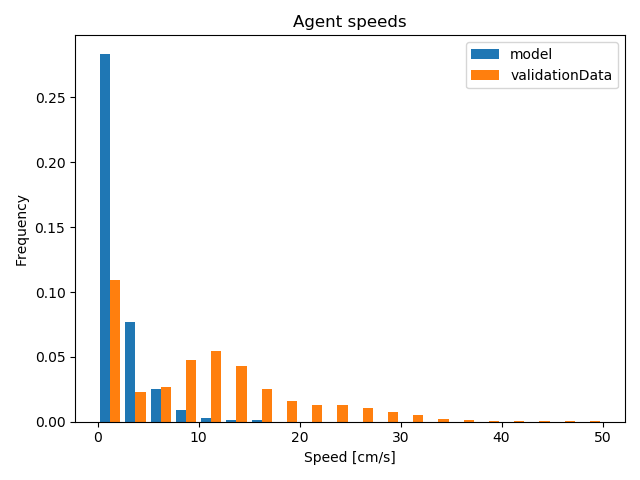 Agent speeds
model
validationData
Frequency
0.25
0.20
0.15
0.10
0.05
0.00
0 10 20 30 40 50
Speed [cm/s]